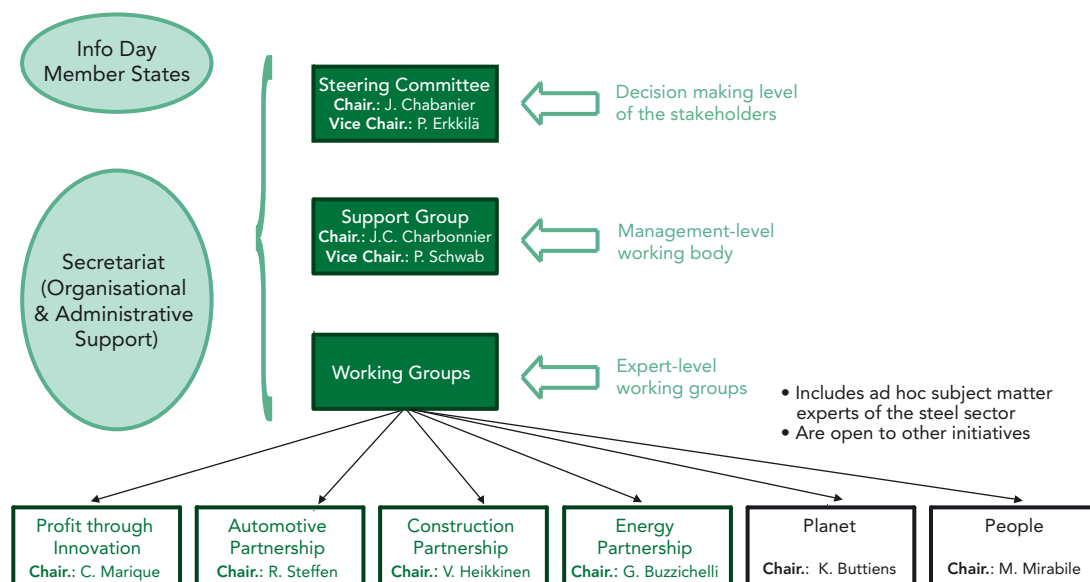 Info Day
Member States
Steering Committee
Chair.: J. Chabanier
Vice Chair.: P. Erkkilä
Decision making level
of the stakeholders
Support Group
Chair.: J.C. Charbonnier
Vice Chair.: P. Schwab
Management-level
working body
Secretariat
(Organisational
& Administrative
Support)
Working Groups
Expert-level
working groups
• Includes ad hoc subject matter
experts of the steel sector
• Are open to other initiatives
Profit through
Innovation
Chair.: C. Marique
Automotive
Partnership
Chair.: R. Steffen
Construction
Partnership
Chair.: V. Heikkinen
Energy
Partnership
Chair.: G. Buzzichelli
Planet
Chair.: K. Buttiens
People
Chair.: M. Mirabile